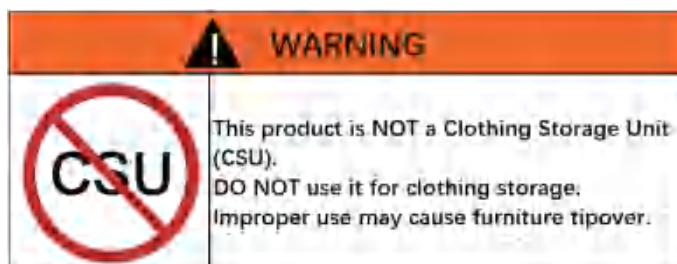 WARNING
CSU
This product is NOT a Clothing Storage Unit
(CSU).
DO NOT use it for clothing storage.
Improper use may cause furniture tipover.